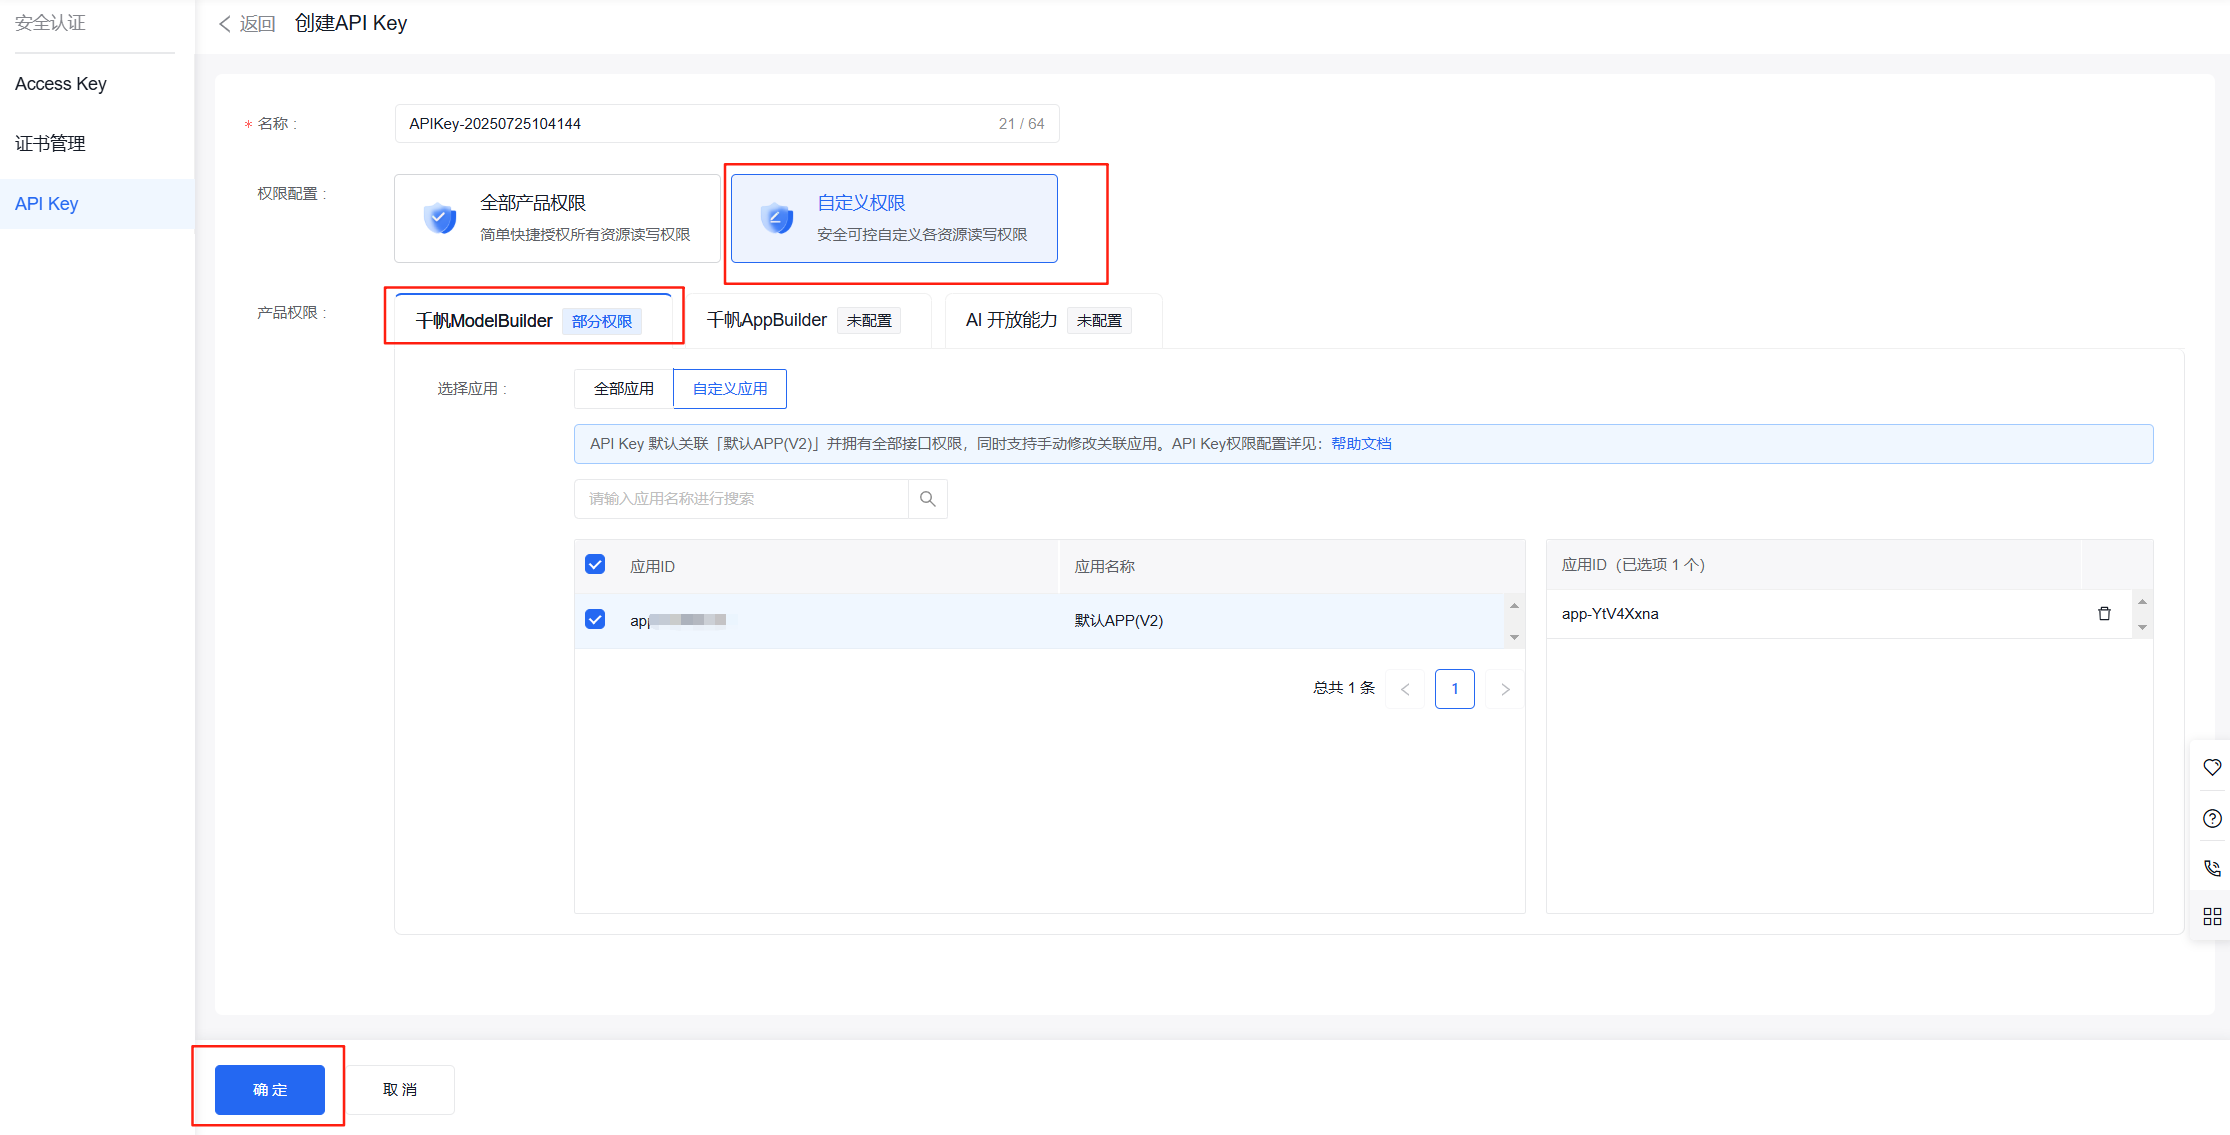 安全认证
Access Key
证书管理
API Key
返回 创建API Key
* 名称 : APIKey-20250725104144 21 / 64
权限配置 :
全部产品权限
简单快捷授权所有资源读写权限
自定义权限
安全可控自定义各资源读写权限
产品权限 :
千帆ModelBuilder 部分权限
千帆AppBuilder 未配置
AI 开放能力 未配置
选择应用 : 全部应用 自定义应用
API Key 默认关联「默认APP(V2)」并拥有全部接口权限，同时支持手动修改关联应用。API Key权限配置详见：帮助文档
请输入应用名称进行搜索
应用ID 应用名称
app 默认APP(V2)
总共 1 条 1
应用ID（已选项 1 个）
app-YtV4Xxna
确定 取消